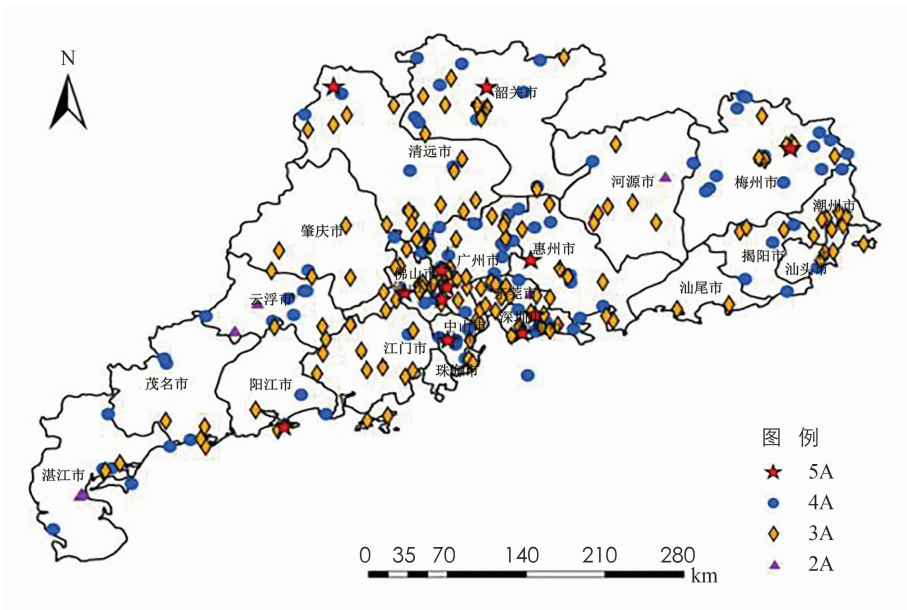 N
韶关市
清远市
河源市
梅州市
潮州市
肇庆市
惠州市
广州市
揭阳市
汕头市
佛山市
云浮市
东莞市
汕尾市
深圳市
中山市
江门市
珠海市
茂名市
阳江市
湛江市
图 例
5A
4A
3A
2A
0 35 70 140 210 280
km